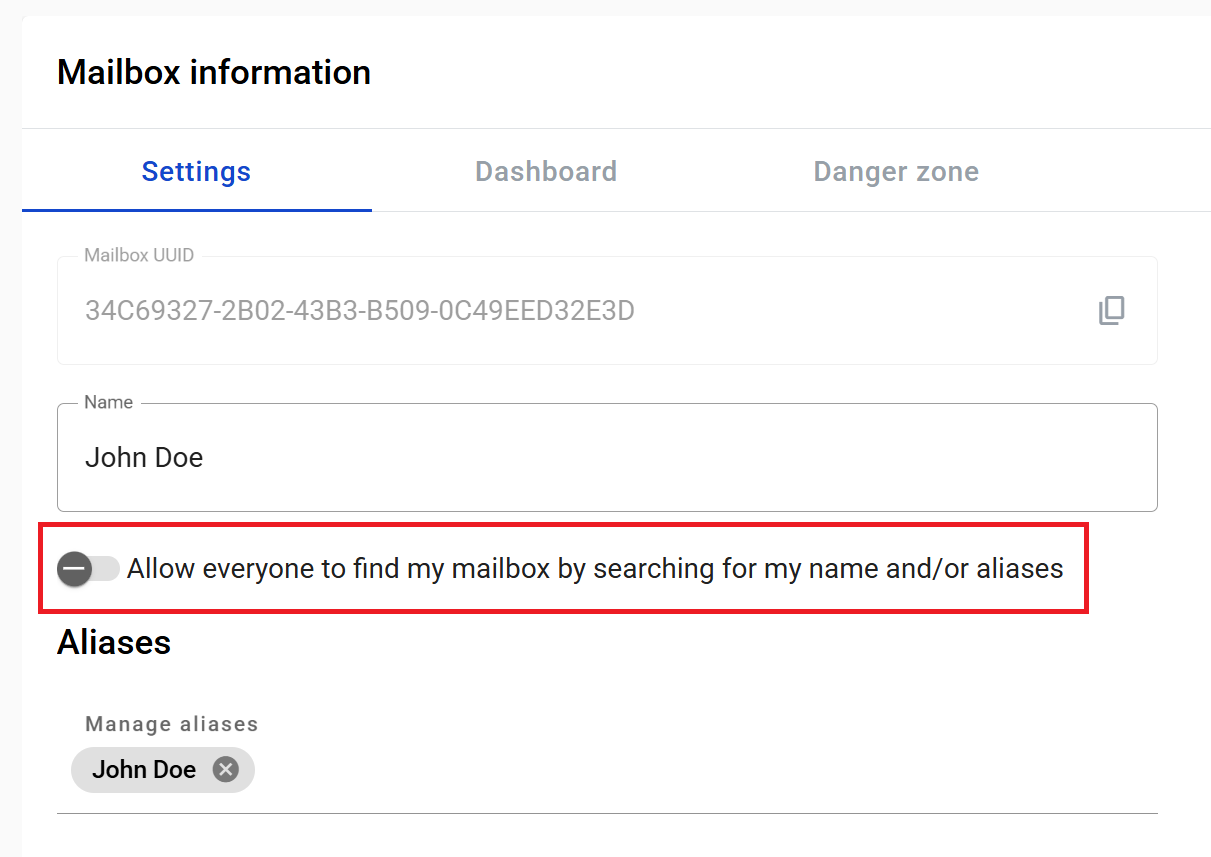 Mailbox information
Settings Dashboard Danger zone
Mailbox UUID
34C69327-2B02-43B3-B509-0C49EED32E3D
Name
John Doe
Allow everyone to find my mailbox by searching for my name and/or aliases
Aliases
Manage aliases
John Doe